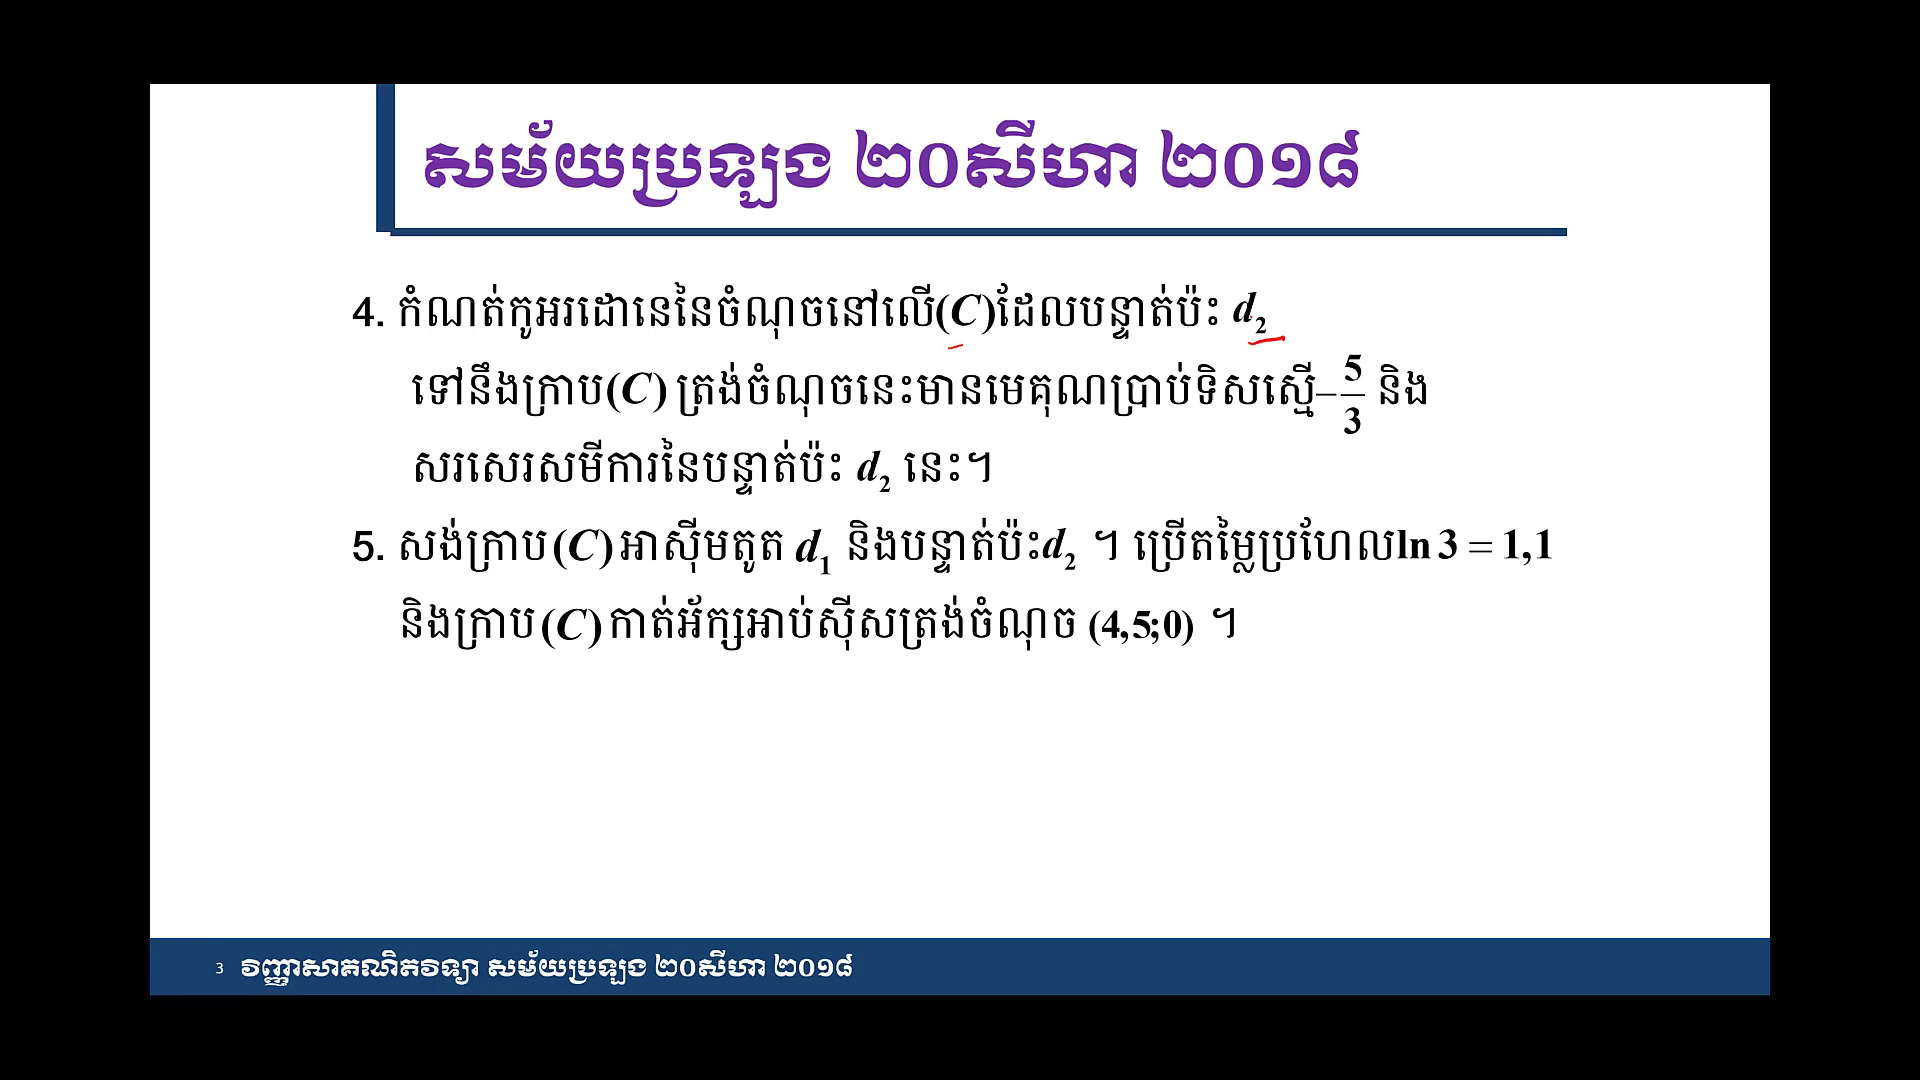 សម័យប្រឡង ២០សីហា ២០១៨
4. កំណត់កូអរដោនេនៃចំណុចនៅលើ(C)ដែលបន្ទាត់ប៉ះ d₂
ទៅនឹងក្រាប(C) ត្រង់ចំណុចនេះមានមេគុណប្រាប់ទិសស្មើ–5/3 និង
សរសេរសមីការនៃបន្ទាត់ប៉ះ d₂ នេះ។
5. សង់ក្រាប(C)អាស៊ីមតូត d₁ និងបន្ទាត់ប៉ះd₂ ។ ប្រើតម្លៃប្រហែលln 3 = 1,1
និងក្រាប(C)កាត់អ័ក្សអាប់ស៊ីសត្រង់ចំណុច (4,5;0) ។
3 វិញ្ញាសាគណិតវិទ្យា សម័យប្រឡង ២០សីហា ២០១៨